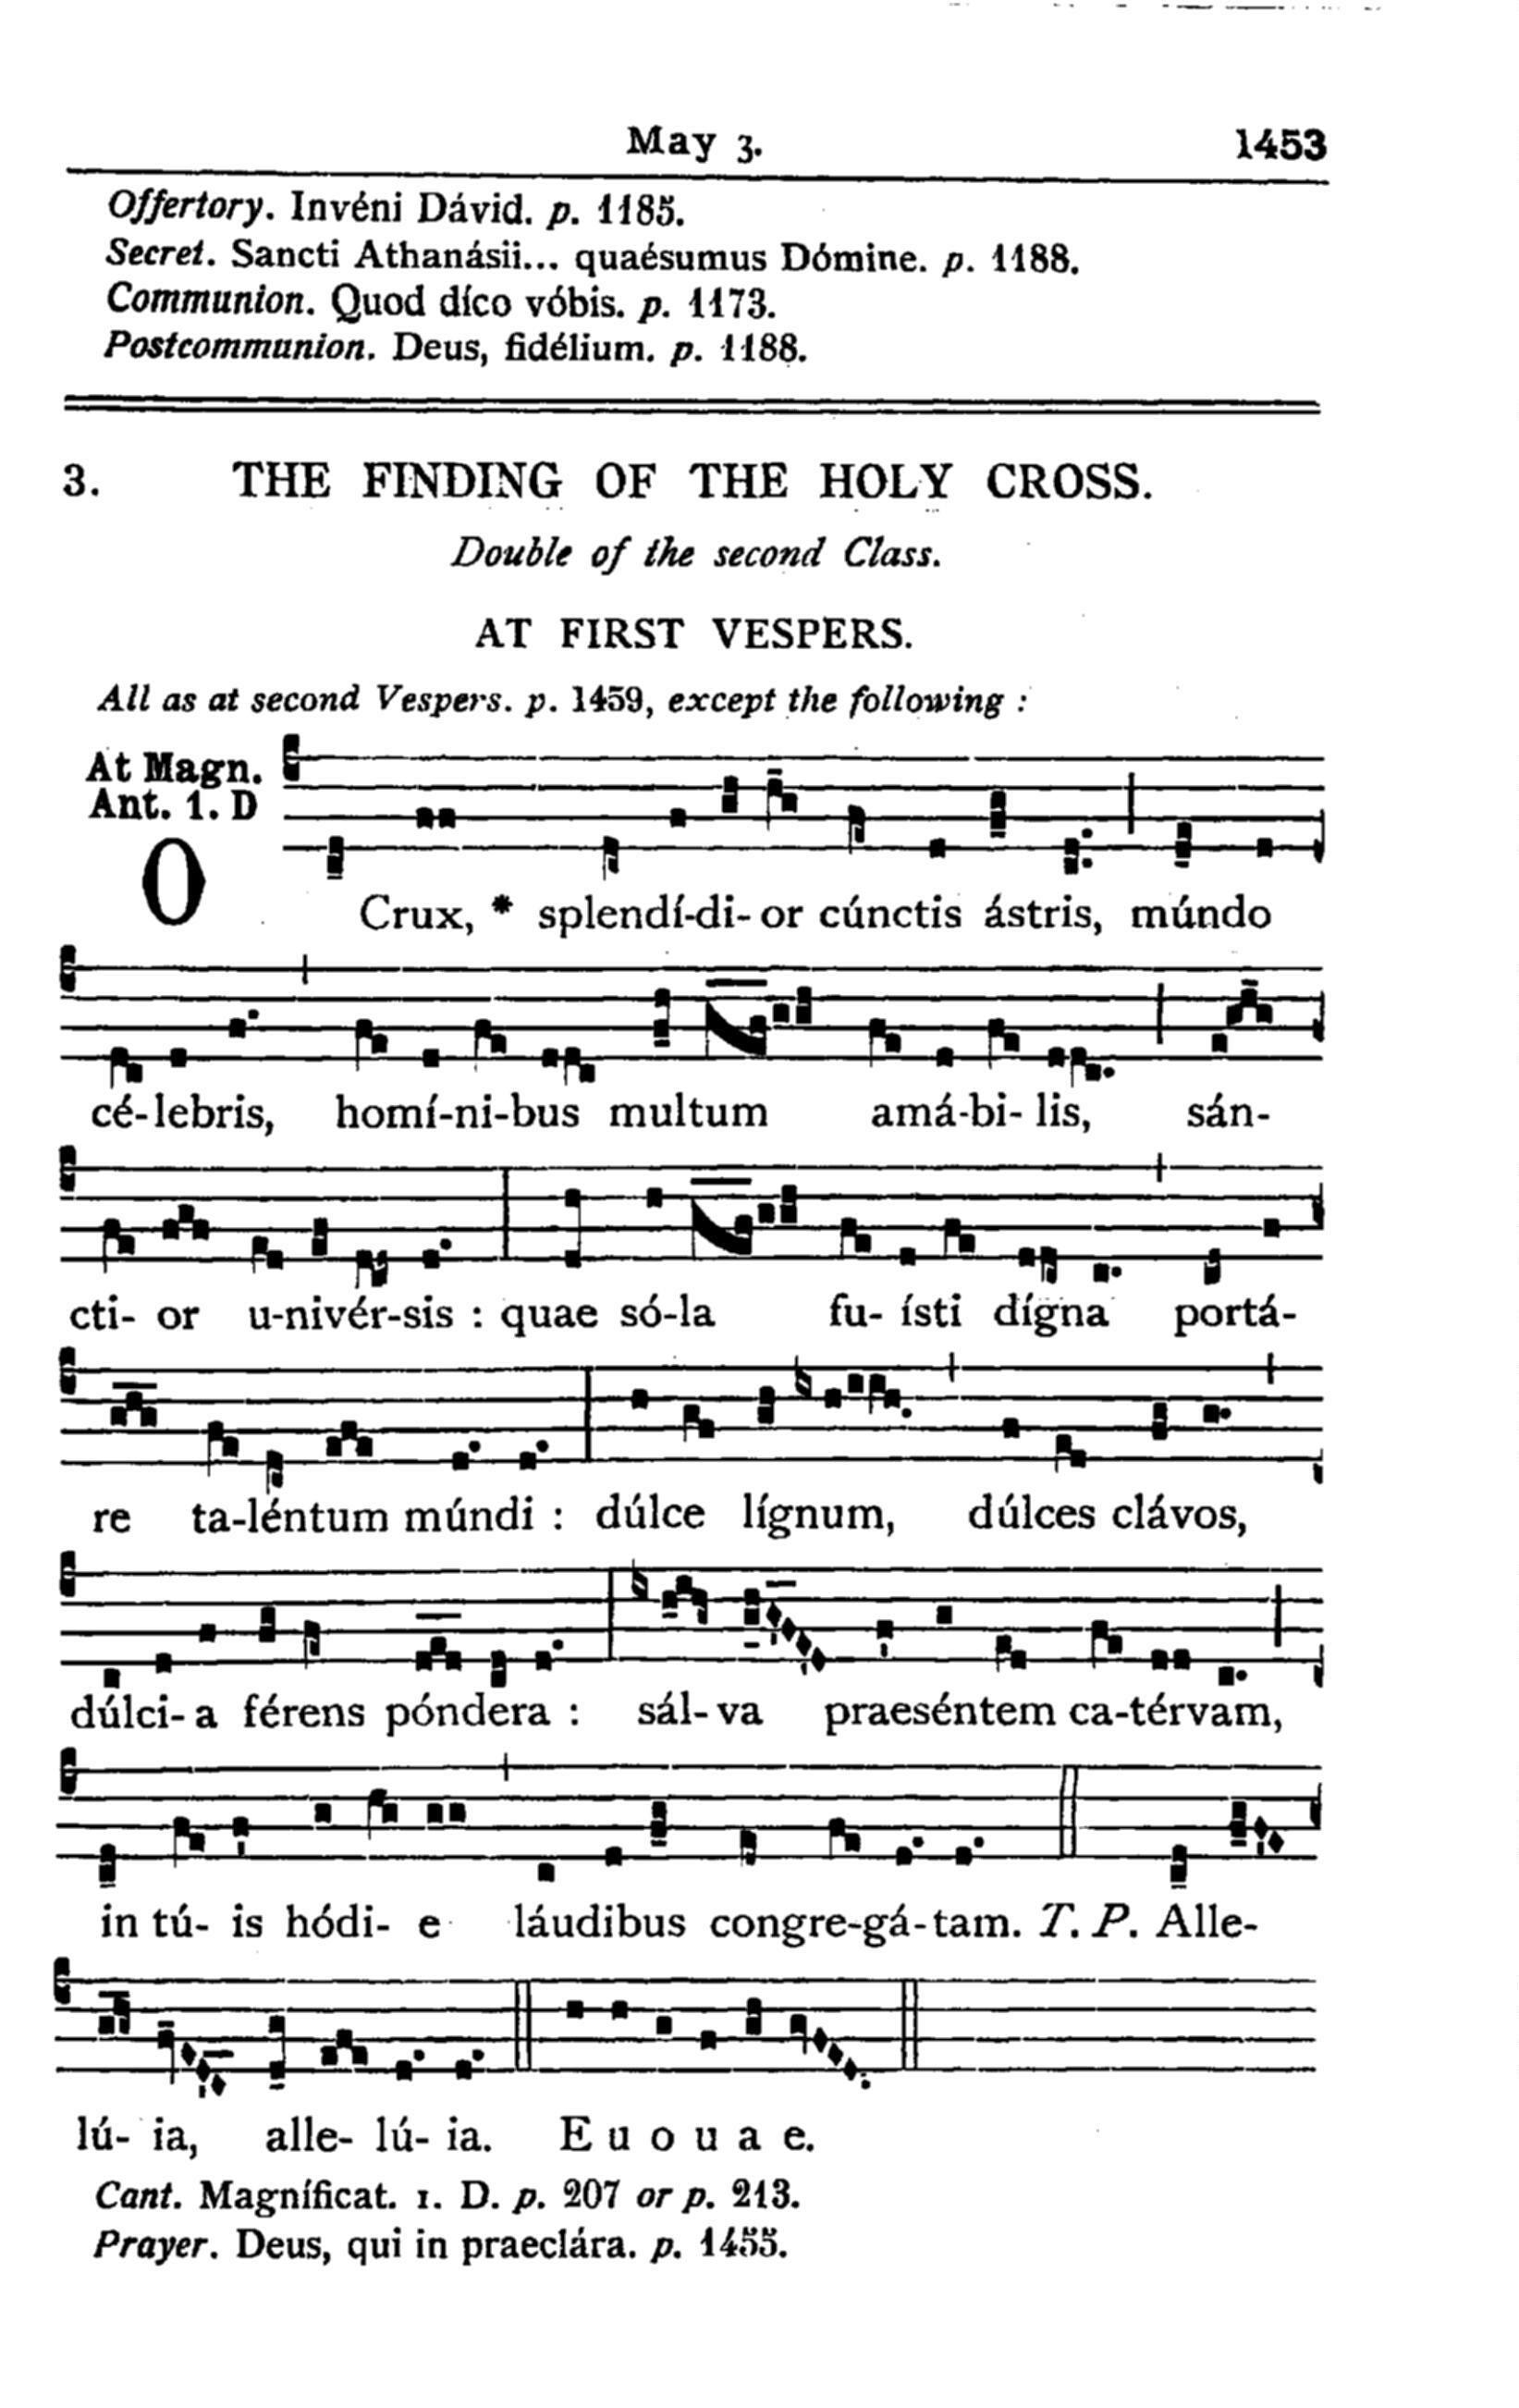 May 3.
1453
Offertory. Invéni Dávid. p. 1185.
Secret. Sancti Athanásii... quaésumus Dómine. p. 1188.
Communion. Quod díco vóbis. p. 1173.
Postcommunion. Deus, fidélium. p. 1188.
3. THE FINDING OF THE HOLY CROSS.
Double of the second Class.
AT FIRST VESPERS.
All as at second Vespers. p. 1459, except the following :
At Magn.
Ant. 1. D
O Crux, * splendí-di- or cúnctis ástris, múndo
cé-lebris, homí-ni-bus multum amá-bi- lis, sán-
cti- or u-nivér-sis : quae só-la fu- ísti dígna portá-
re ta-léntum múndi : dúlce lígnum, dúlces clávos,
dúlci- a férens póndera : sál- va praeséntem ca-térvam,
in tú- is hódi- e láudibus congre-gá-tam. T. P. Alle-
lú- ia, alle- lú- ia. E u o u a e.
Cant. Magníficat. 1. D. p. 207 or p. 213.
Prayer. Deus, qui in praeclára. p. 1455.